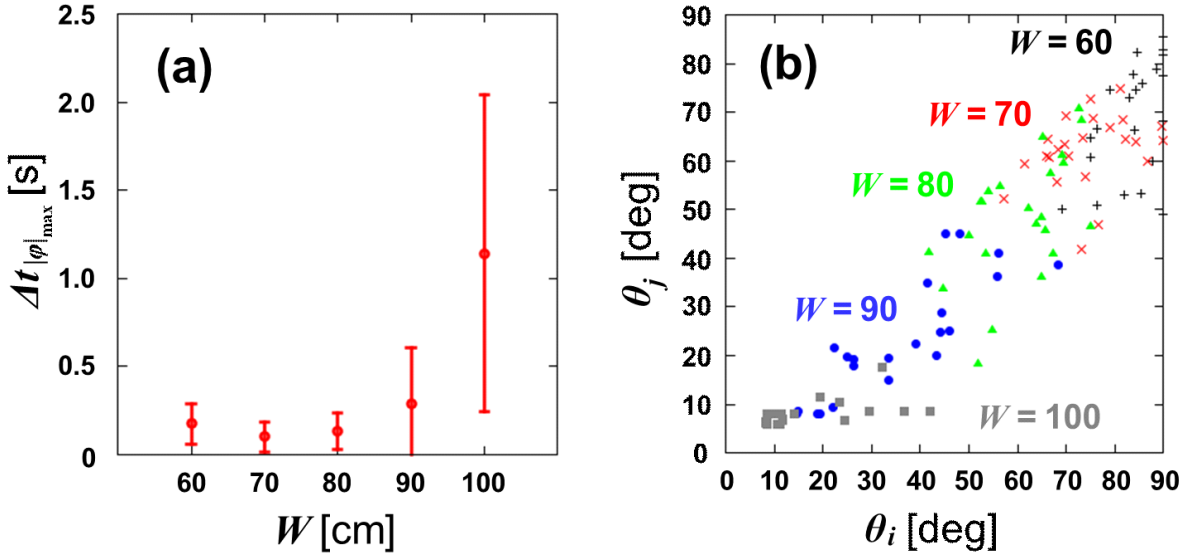 (a)
2.5
2.0
1.5
1.0
0.5
0
Δt|φ|max [s]
60 70 80 90 100
W [cm]
(b)
90
80
70
60
50
40
30
20
10
0
θj [deg]
W = 60
W = 70
W = 80
W = 90
W = 100
0 10 20 30 40 50 60 70 80 90
θi [deg]